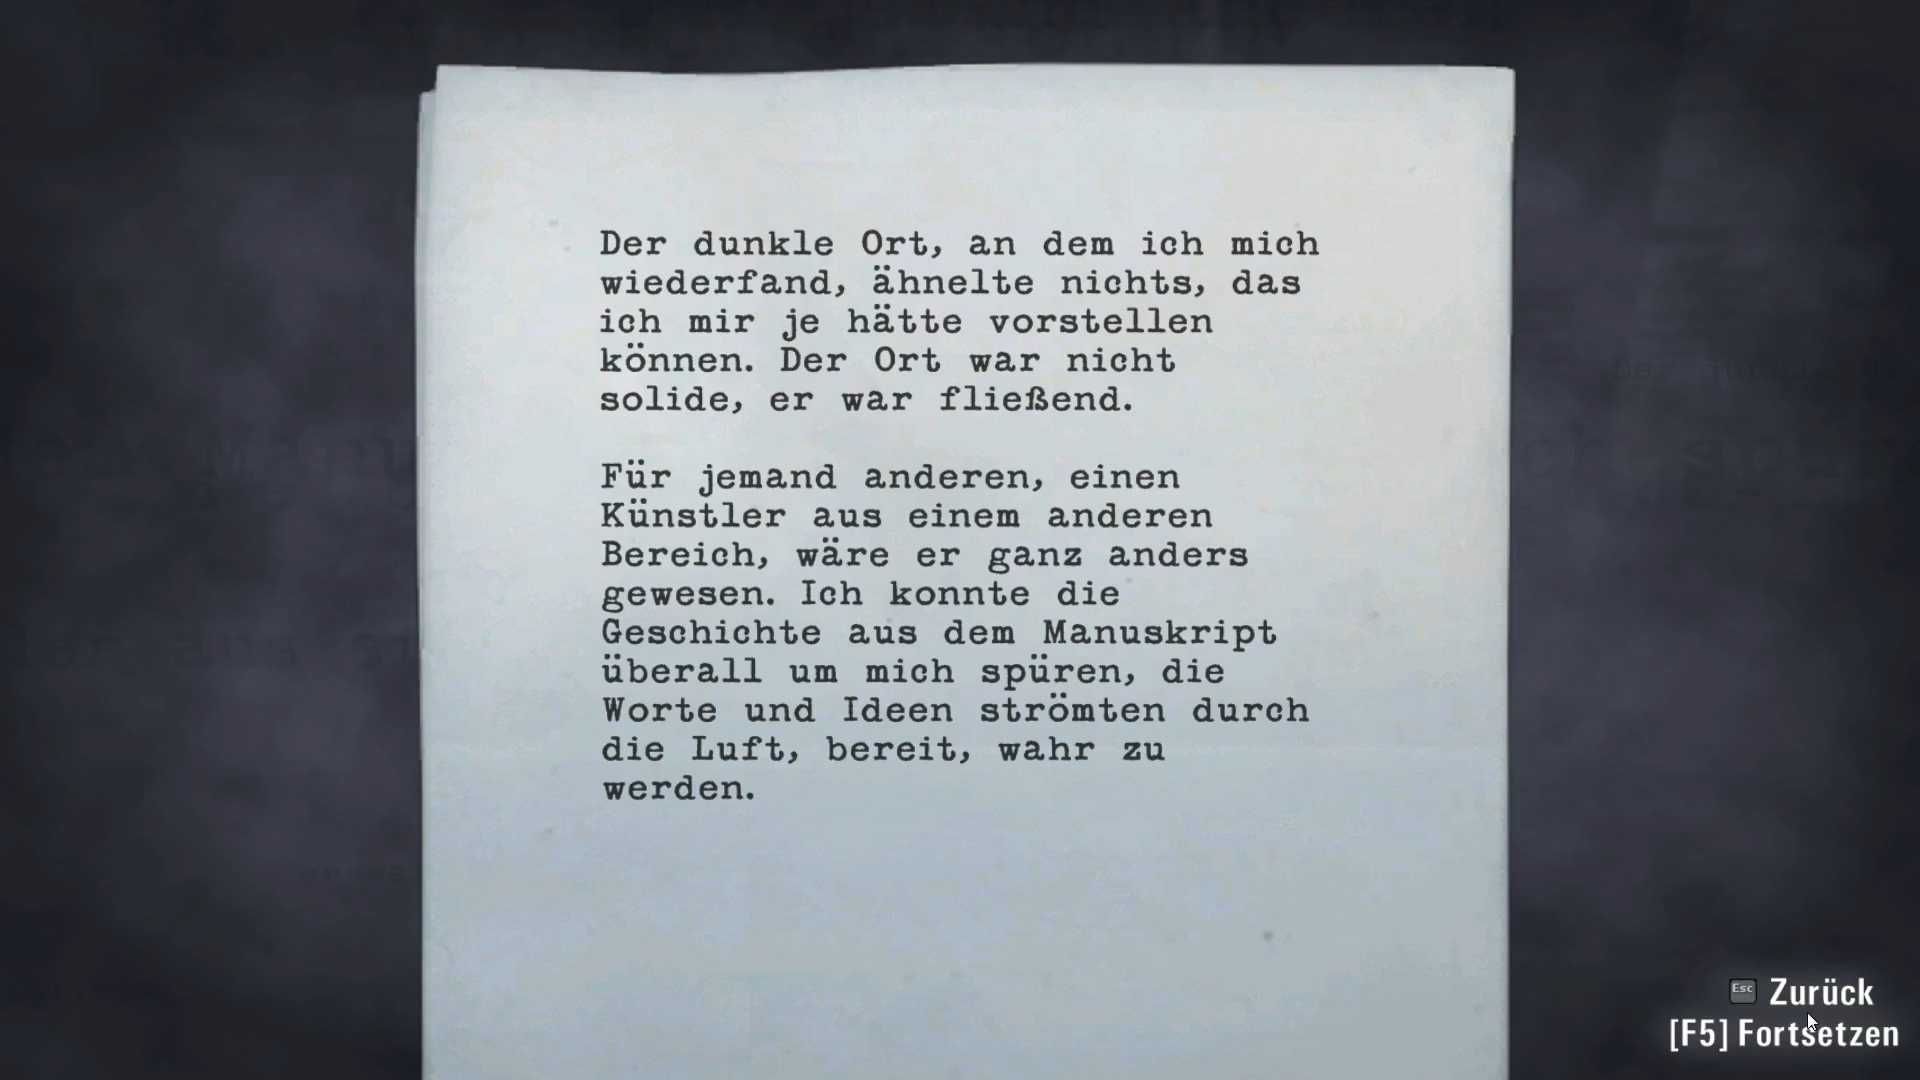 Der dunkle Ort, an dem ich mich
wiederfand, ähnelte nichts, das
ich mir je hätte vorstellen
können. Der Ort war nicht
solide, er war fließend.
Für jemand anderen, einen
Künstler aus einem anderen
Bereich, wäre er ganz anders
gewesen. Ich konnte die
Geschichte aus dem Manuskript
überall um mich spüren, die
Worte und Ideen strömten durch
die Luft, bereit, wahr zu
werden.
Esc Zurück
[F5] Fortsetzen